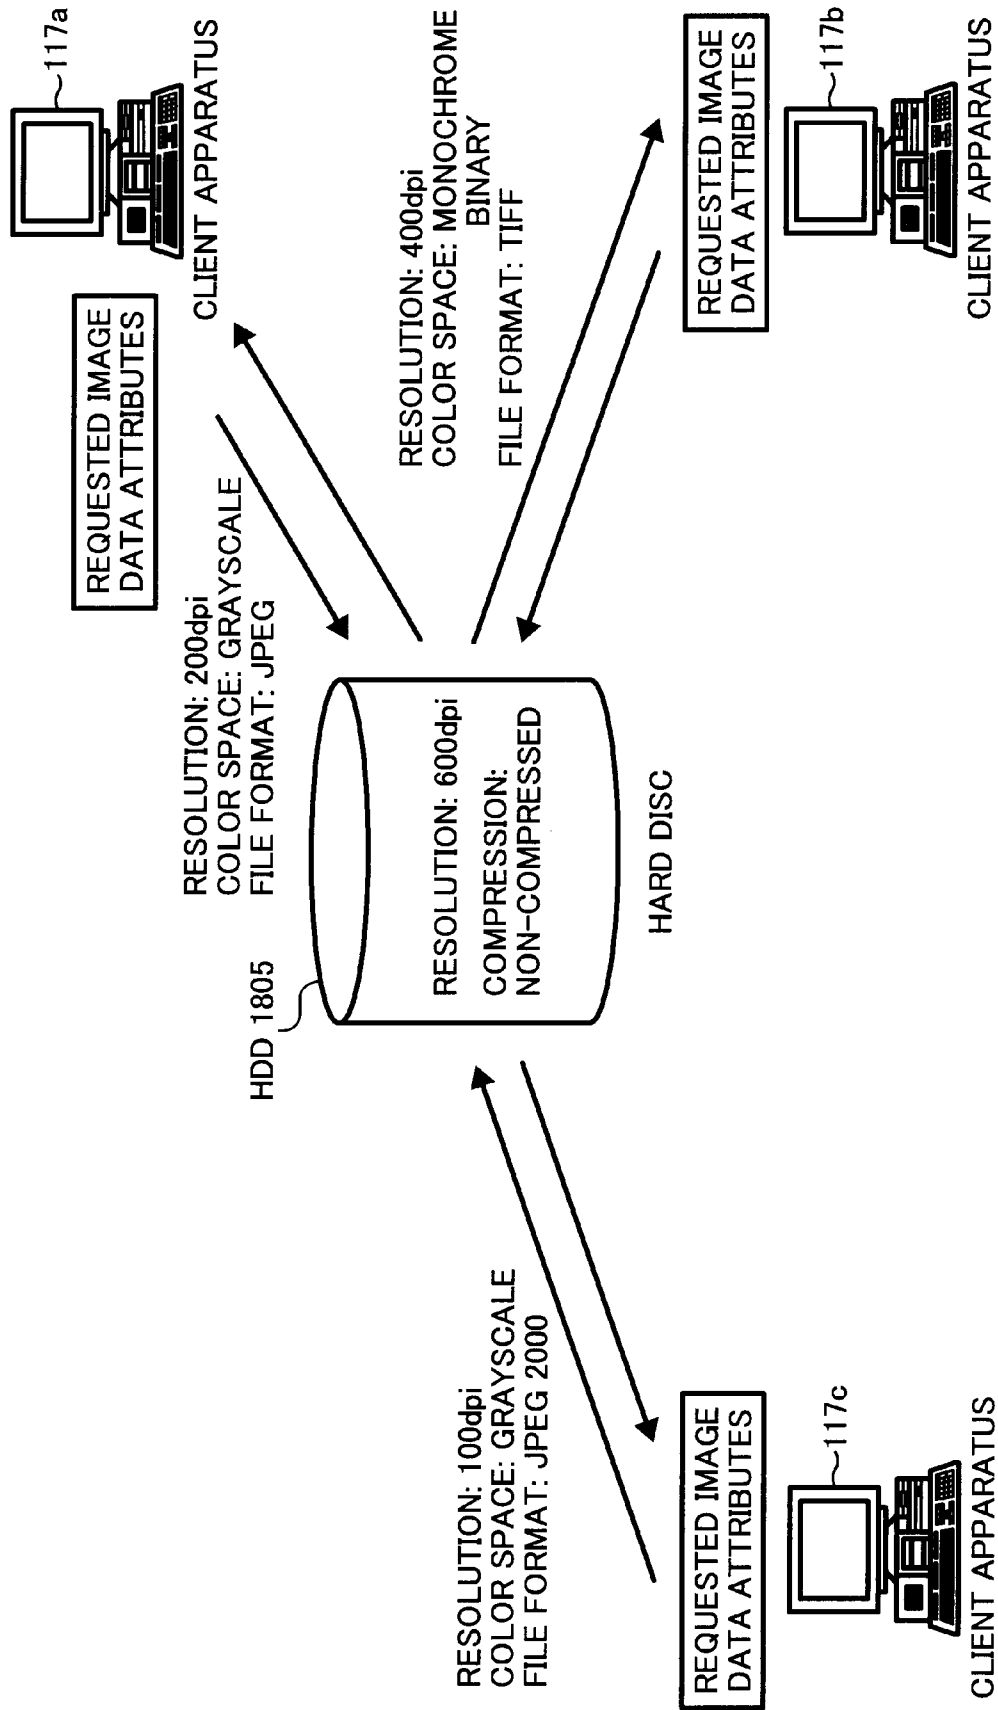 117a
CLIENT APPARATUS
REQUESTED IMAGE
DATA ATTRIBUTES
RESOLUTION: 200dpi
COLOR SPACE: GRAYSCALE
FILE FORMAT: JPEG
HDD 1805
RESOLUTION: 600dpi
COMPRESSION:
NON-COMPRESSED
HARD DISC
RESOLUTION: 400dpi
COLOR SPACE: MONOCHROME
BINARY
FILE FORMAT: TIFF
REQUESTED IMAGE
DATA ATTRIBUTES
117b
CLIENT APPARATUS
RESOLUTION: 100dpi
COLOR SPACE: GRAYSCALE
FILE FORMAT: JPEG 2000
REQUESTED IMAGE
DATA ATTRIBUTES
117c
CLIENT APPARATUS